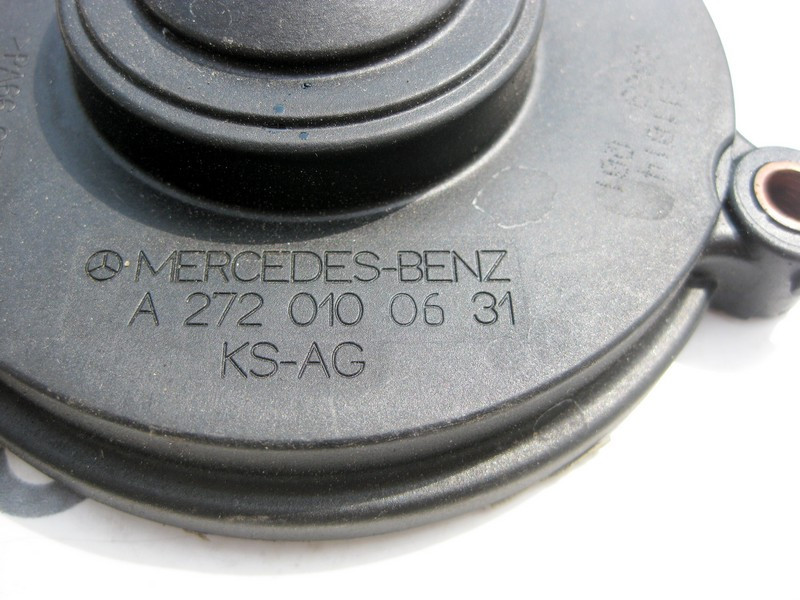 MERCEDES-BENZ
A 272 010 06 31
KS-AG